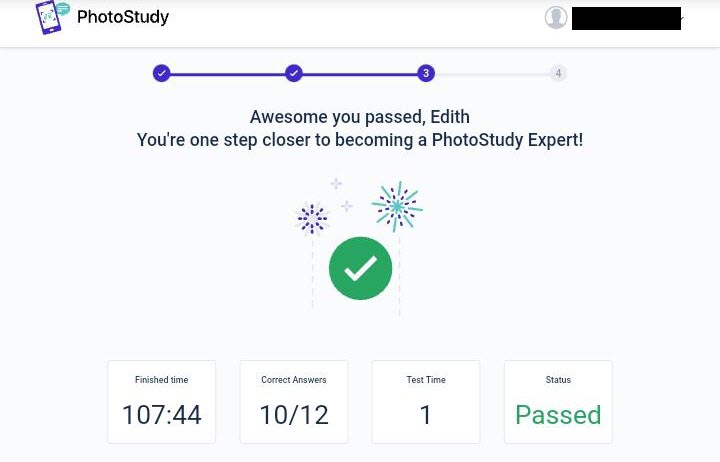 PhotoStudy
3
4
Awesome you passed, Edith
You're one step closer to becoming a PhotoStudy Expert!
Finished time
Correct Answers
Test Time
Status
107:44
10/12
1
Passed